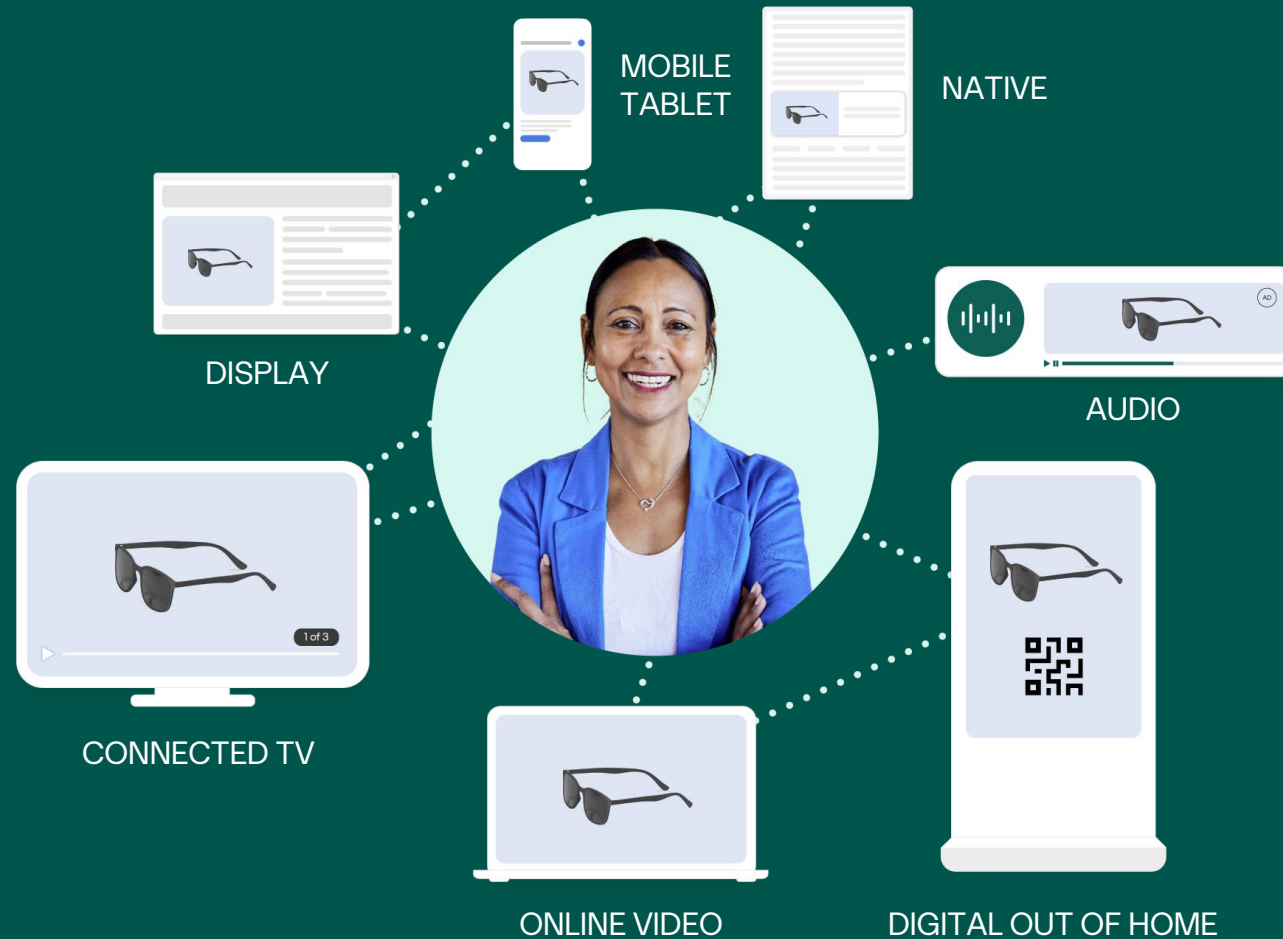 MOBILE
TABLET
NATIVE
AD
DISPLAY
AUDIO
1 of 3
CONNECTED TV
ONLINE VIDEO
DIGITAL OUT OF HOME